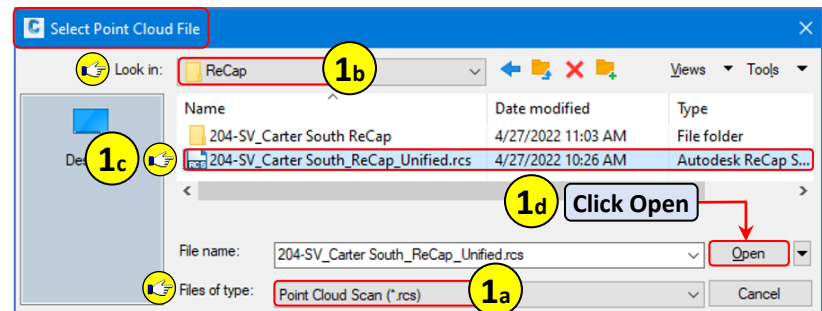 Select Point Cloud File
Look in: ReCap 1b Views Tools
Name Date modified Type
204-SV_Carter South ReCap 4/27/2022 11:03 AM File folder
1c 204-SV_Carter South_ReCap_Unified.rcs 4/27/2022 10:26 AM Autodesk ReCap S...
1d Click Open
File name: 204-SV_Carter South_ReCap_Unified.rcs Open
Files of type: Point Cloud Scan (*.rcs) 1a Cancel